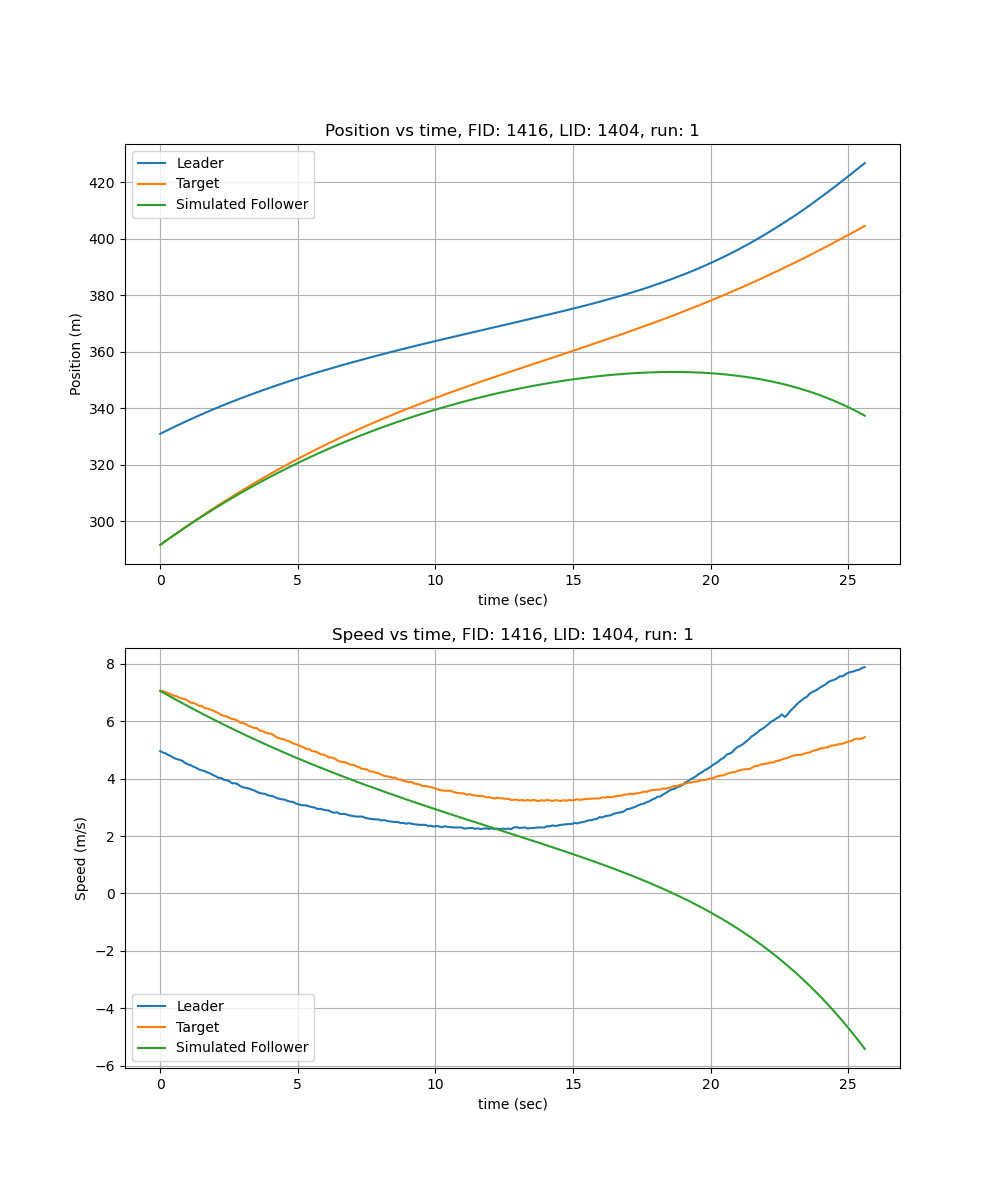 Position vs time, FID: 1416, LID: 1404, run: 1
Leader
Target
Simulated Follower
420
400
380
360
340
320
300
Position (m)
0 5 10 15 20 25
time (sec)
Speed vs time, FID: 1416, LID: 1404, run: 1
8
6
4
2
0
−2
−4
−6
Speed (m/s)
Leader
Target
Simulated Follower
0 5 10 15 20 25
time (sec)